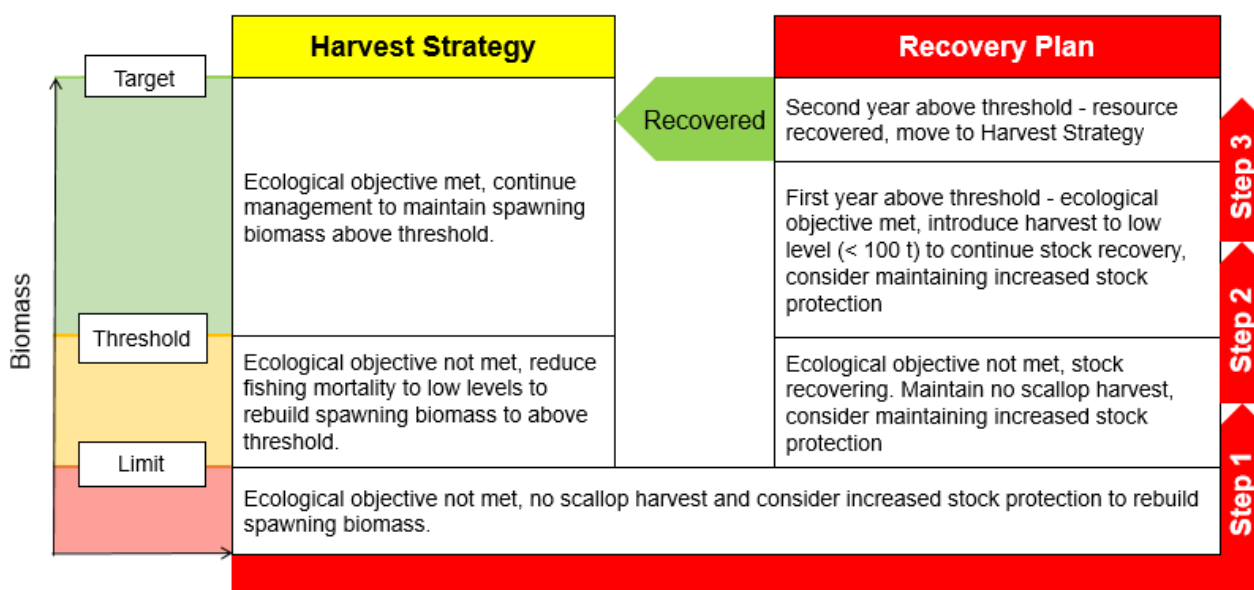 Harvest Strategy
Recovery Plan
Target
Ecological objective met, continue
management to maintain spawning
biomass above threshold.
Recovered
Second year above threshold - resource
recovered, move to Harvest Strategy
First year above threshold - ecological
objective met, introduce harvest to low
level (< 100 t) to continue stock recovery,
consider maintaining increased stock
protection
Step 3
Biomass
Threshold
Ecological objective not met, reduce
fishing mortality to low levels to
rebuild spawning biomass to above
threshold.
Ecological objective not met, stock
recovering. Maintain no scallop harvest,
consider maintaining increased stock
protection
Step 2
Limit
Ecological objective not met, no scallop harvest and consider increased stock protection to rebuild
spawning biomass.
Step 1